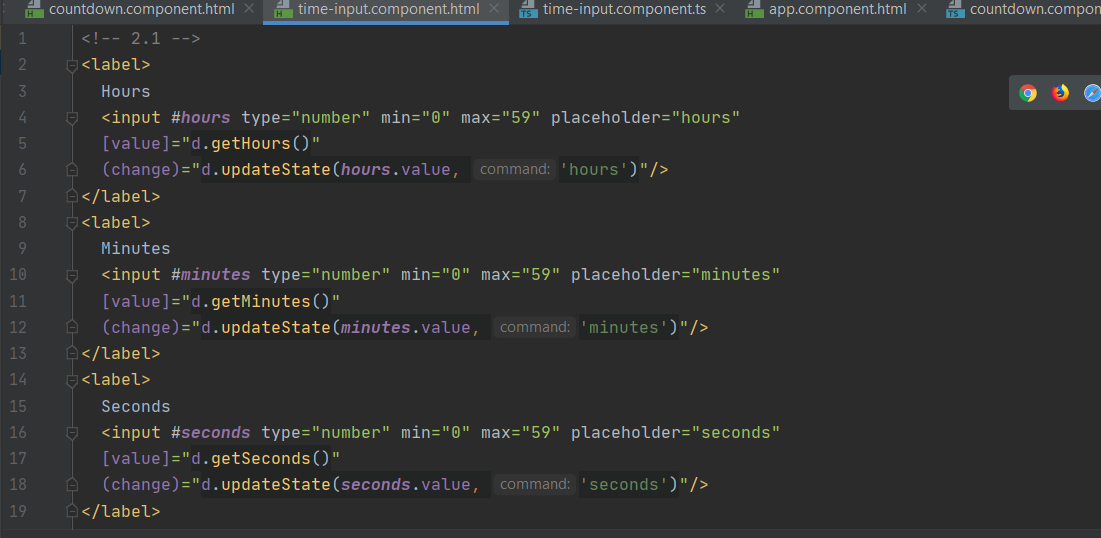 countdown.component.html time-input.component.html time-input.component.ts app.component.html countdown.compon
1 <!-- 2.1 -->
2 <label>
3 Hours
4 <input #hours type="number" min="0" max="59" placeholder="hours"
5 [value]="d.getHours()"
6 (change)="d.updateState(hours.value, command: 'hours')"/>
7 </label>
8 <label>
9 Minutes
10 <input #minutes type="number" min="0" max="59" placeholder="minutes"
11 [value]="d.getMinutes()"
12 (change)="d.updateState(minutes.value, command: 'minutes')"/>
13 </label>
14 <label>
15 Seconds
16 <input #seconds type="number" min="0" max="59" placeholder="seconds"
17 [value]="d.getSeconds()"
18 (change)="d.updateState(seconds.value, command: 'seconds')"/>
19 </label>